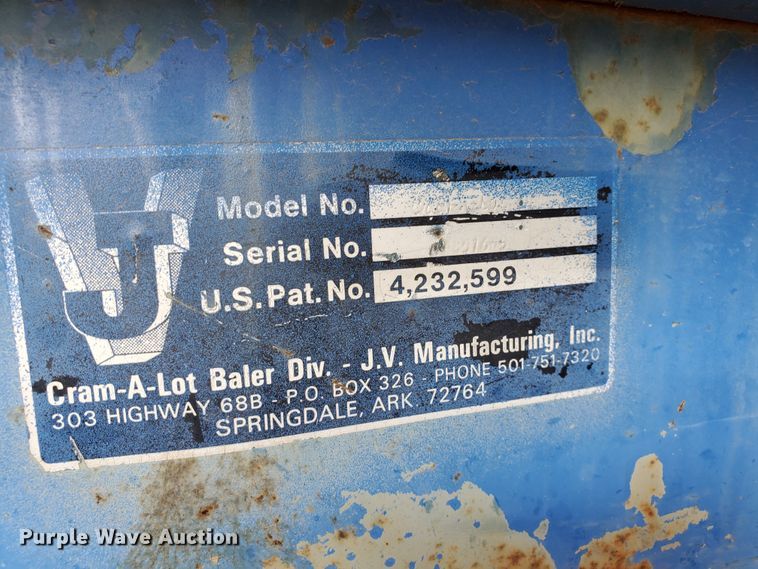 VJ
Model No.
Serial No.
U.S. Pat. No. 4,232,599
Cram-A-Lot Baler Div. - J.V. Manufacturing, Inc.
303 HIGHWAY 68B - P.O. BOX 326 - PHONE 501-751-7320
SPRINGDALE, ARK 72764
Purple Wave Auction